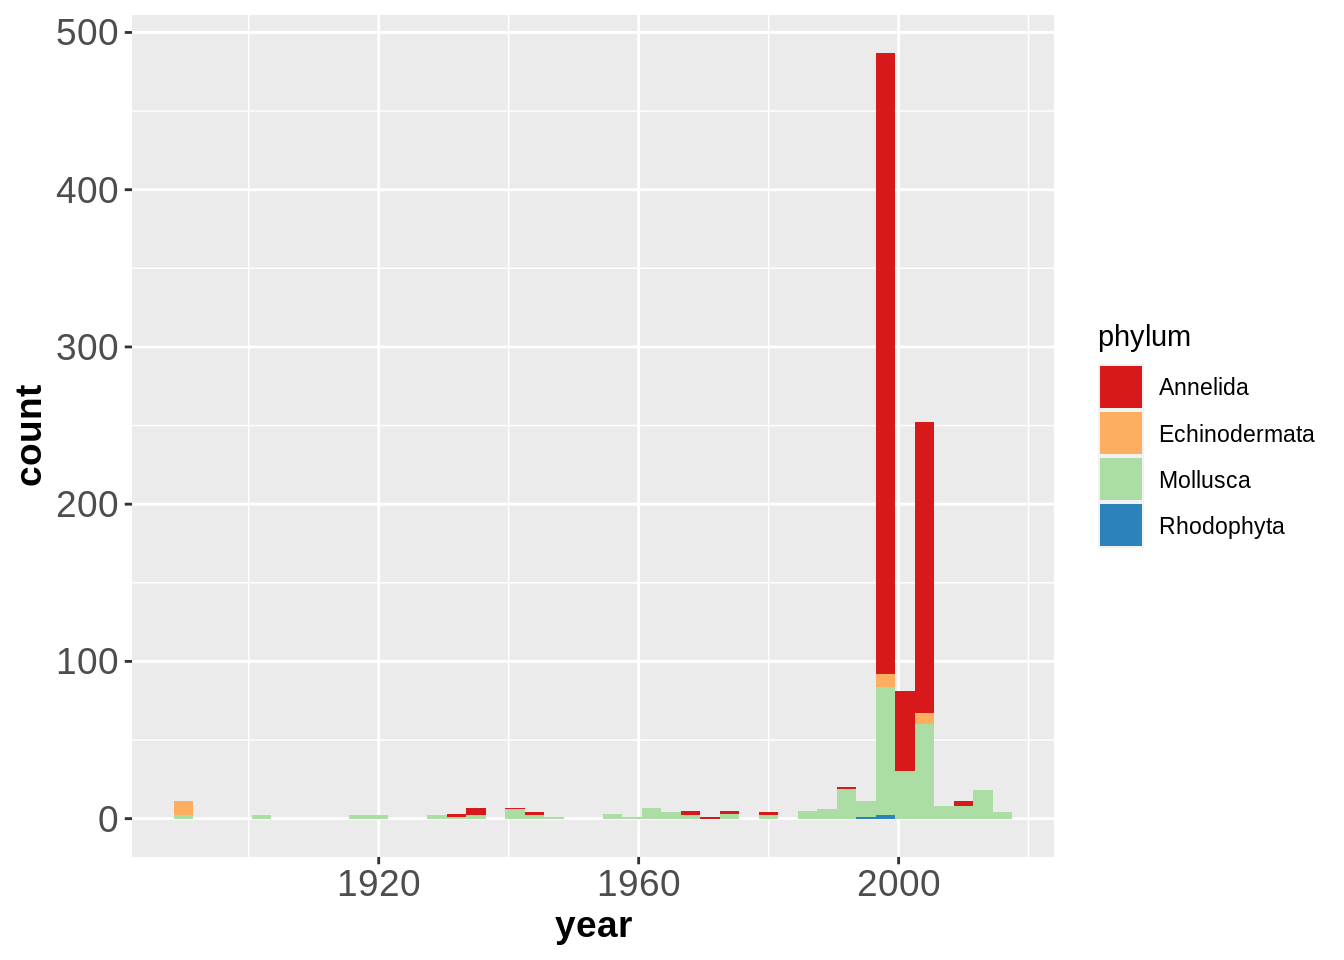 500
400
300
200
100
0
count
1920
1960
2000
year
phylum
Annelida
Echinodermata
Mollusca
Rhodophyta